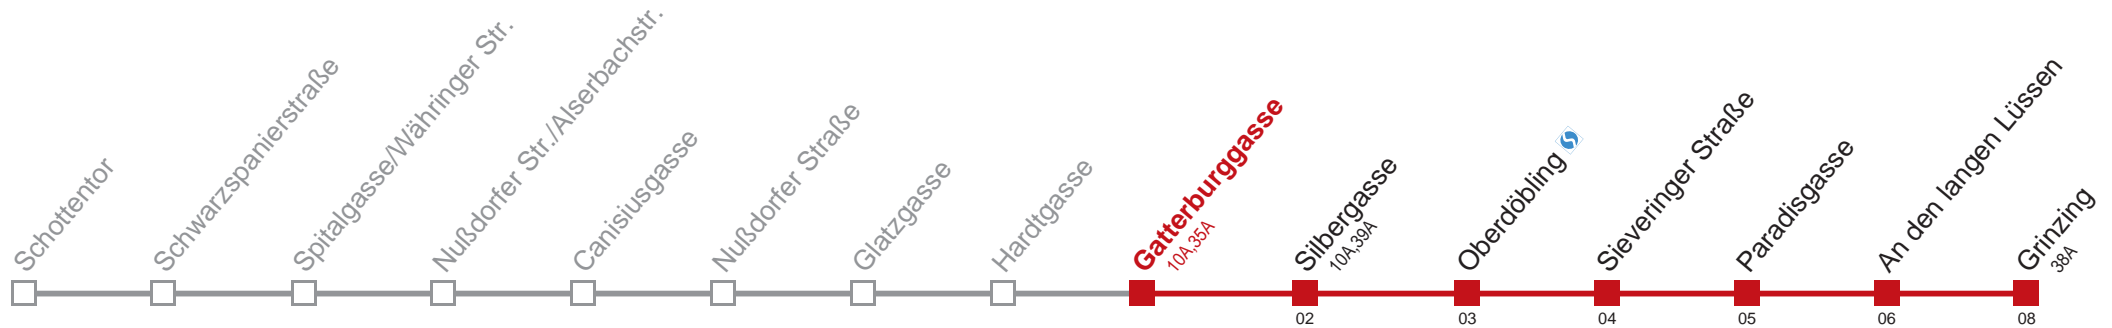 Schottentor
Schwarzspanierstraße
Spitalgasse/Währinger Str.
Nußdorfer Str./Alserbachstr.
Canisiusgasse
Nußdorfer Straße
Glatzgasse
Hardtgasse
Gatterburggasse
10A,35A
Silbergasse
10A,39A
Oberdöbling
Sieveringer Straße
Paradisgasse
An den langen Lüssen
Grinzing
38A
02
03
04
05
06
08